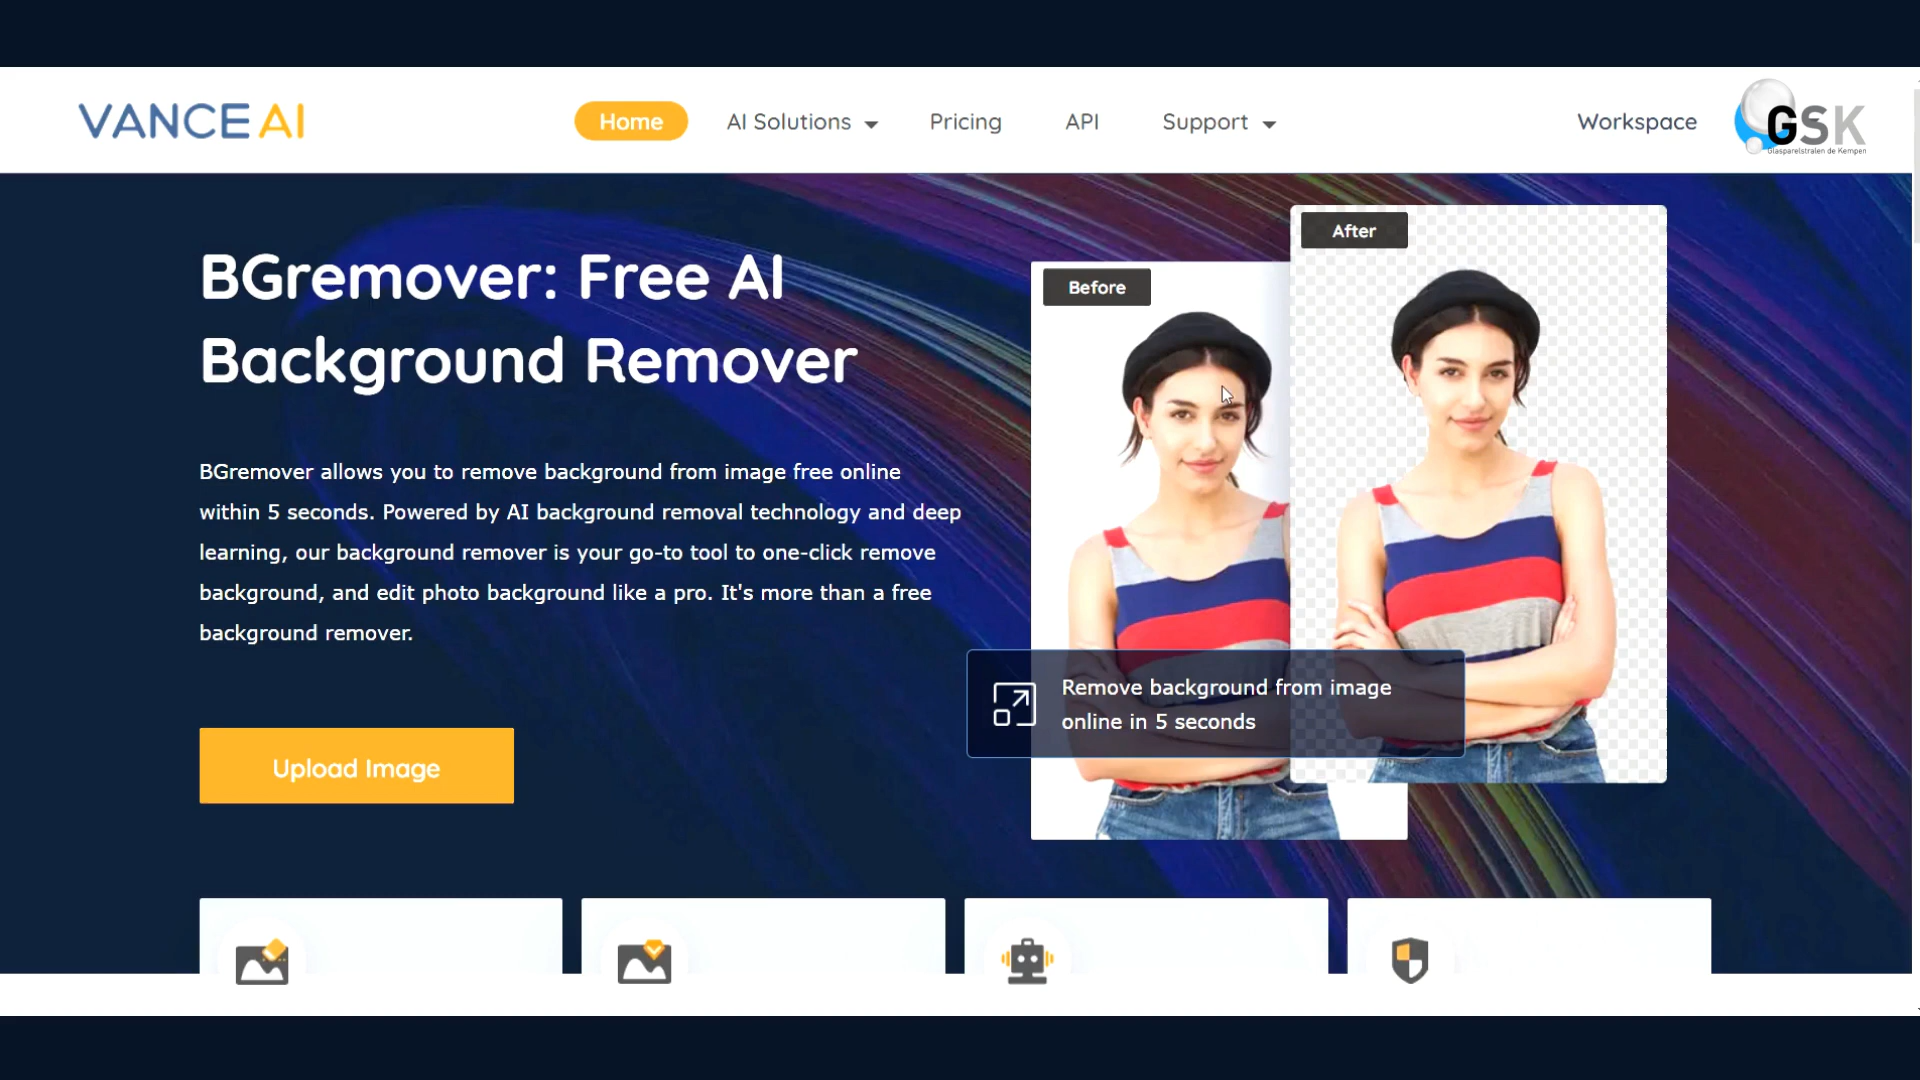 VANCE AI
Home
AI Solutions
Pricing
API
Support
Workspace
GSK
Glasparelstralen de Kempen
BGremover: Free AI
Background Remover
BGremover allows you to remove background from image free online
within 5 seconds. Powered by AI background removal technology and deep
learning, our background remover is your go-to tool to one-click remove
background, and edit photo background like a pro. It's more than a free
background remover.
Upload Image
Before
After
Remove background from image
online in 5 seconds